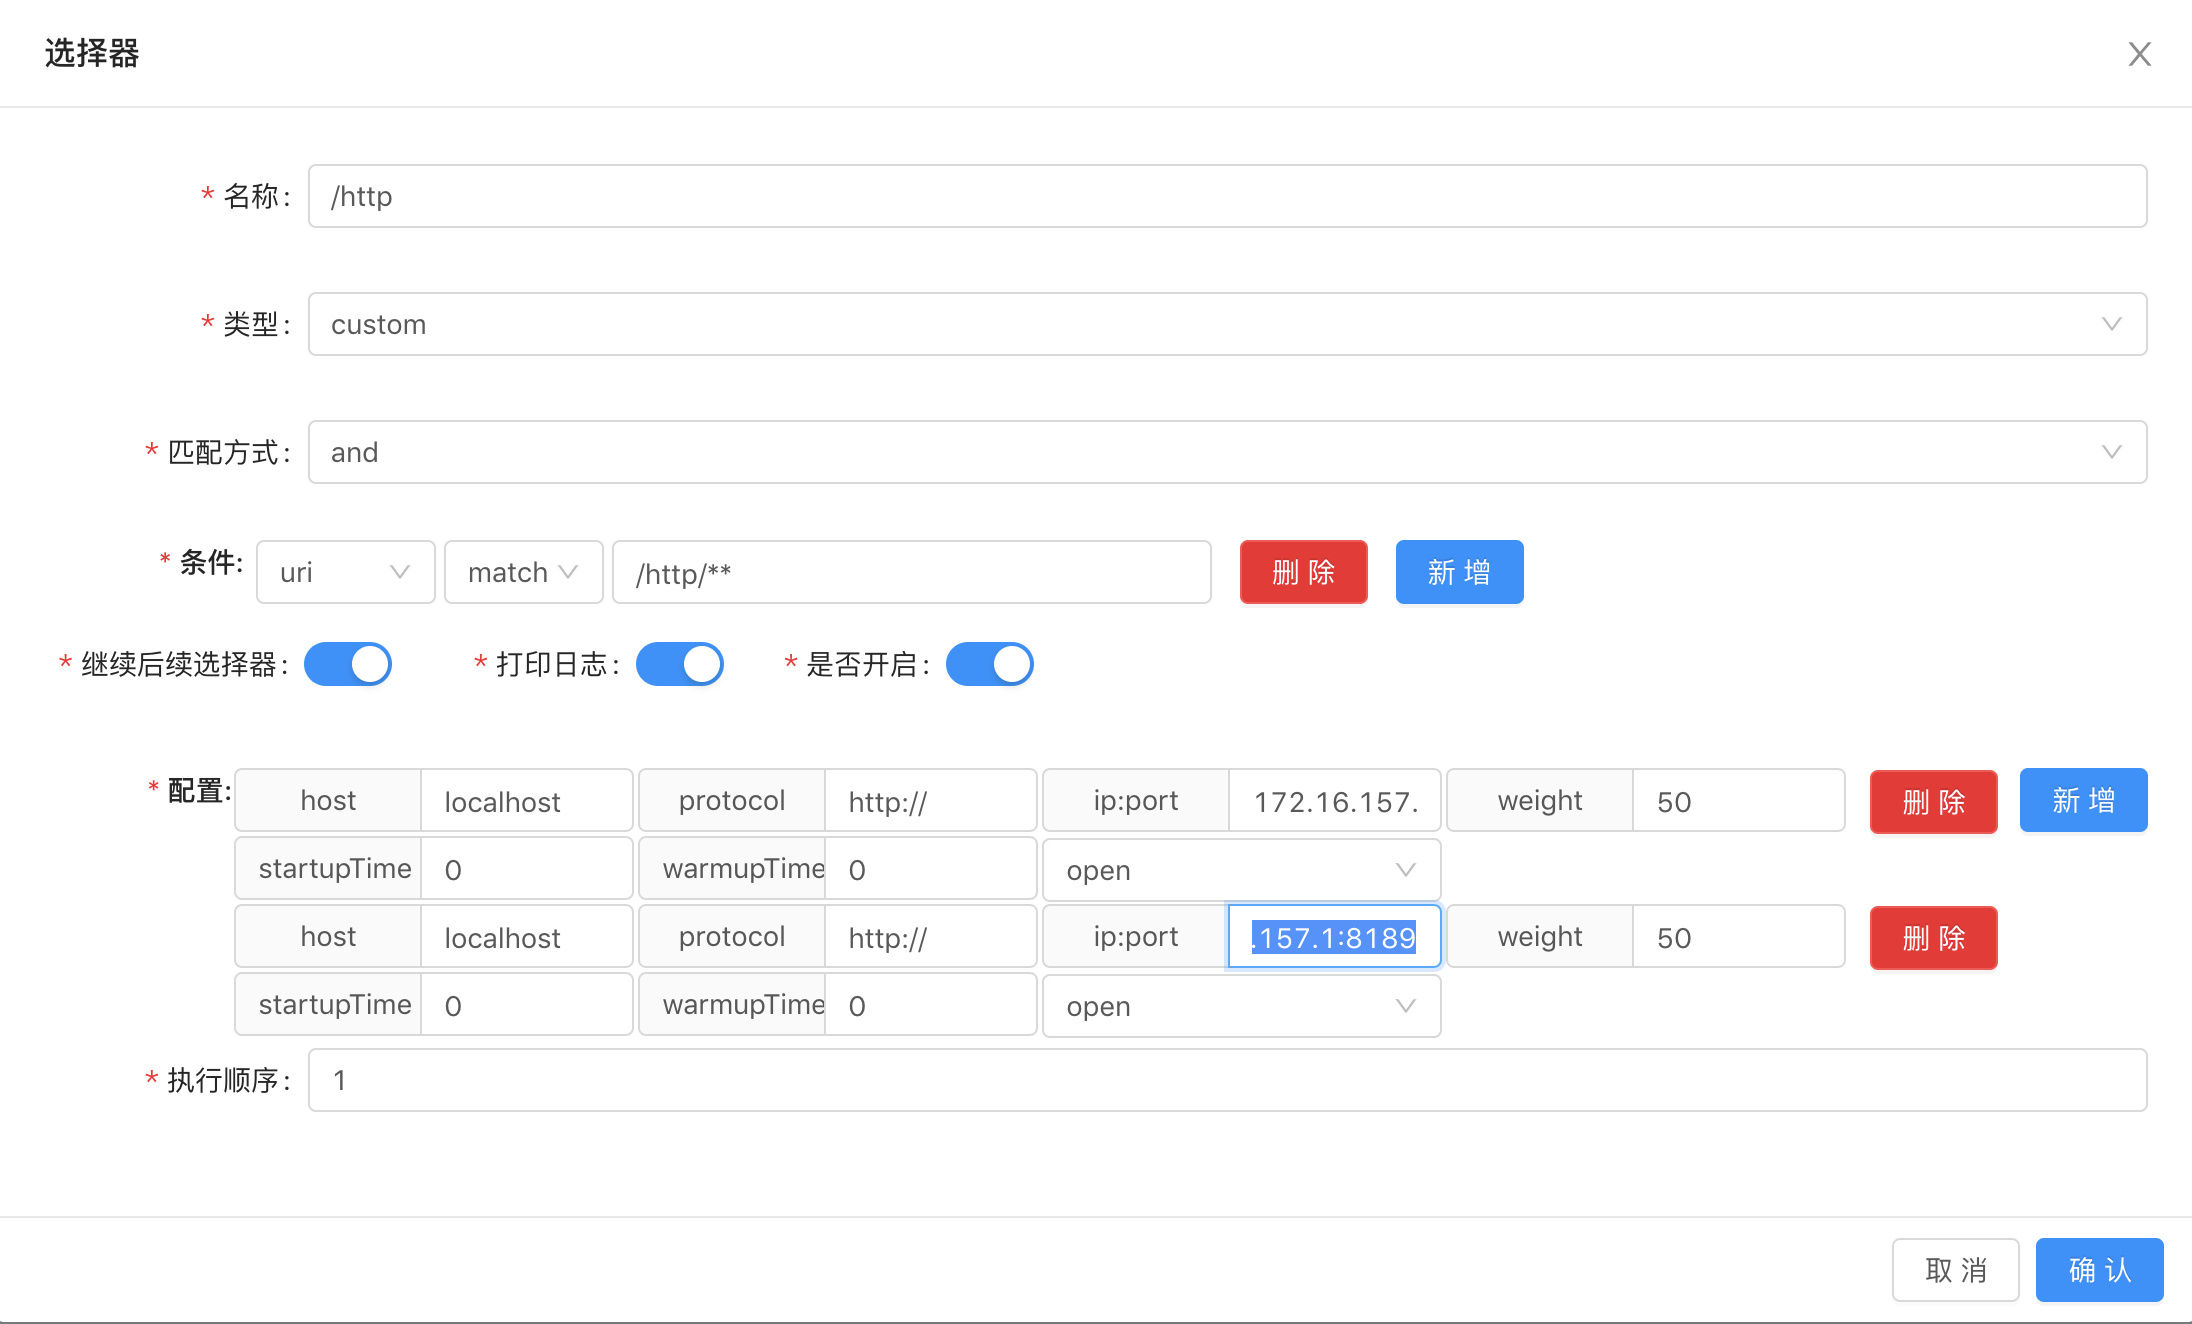 选择器
* 名称: /http
* 类型: custom
* 匹配方式: and
* 条件: uri match /http/** 删 除 新 增
* 继续后续选择器: * 打印日志: * 是否开启:
* 配置: host localhost protocol http:// ip:port 172.16.157. weight 50 删 除 新 增
startupTime 0 warmupTime 0 open
host localhost protocol http:// ip:port .157.1:8189 weight 50 删 除
startupTime 0 warmupTime 0 open
* 执行顺序: 1
取 消 确 认